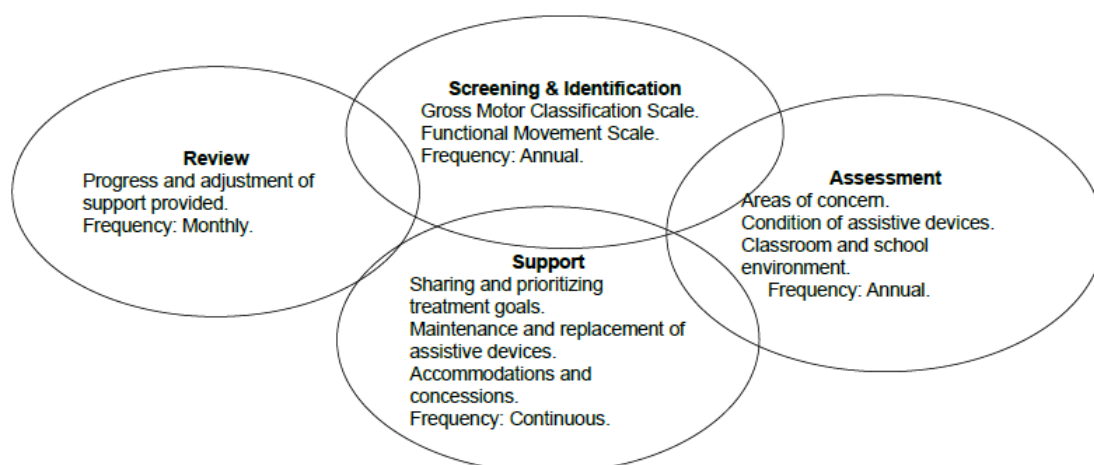 Screening & Identification
Gross Motor Classification Scale.
Functional Movement Scale.
Frequency: Annual.
Review
Progress and adjustment of
support provided.
Frequency: Monthly.
Assessment
Areas of concern.
Condition of assistive devices.
Classroom and school
environment.
Frequency: Annual.
Support
Sharing and prioritizing
treatment goals.
Maintenance and replacement of
assistive devices.
Accommodations and
concessions.
Frequency: Continuous.